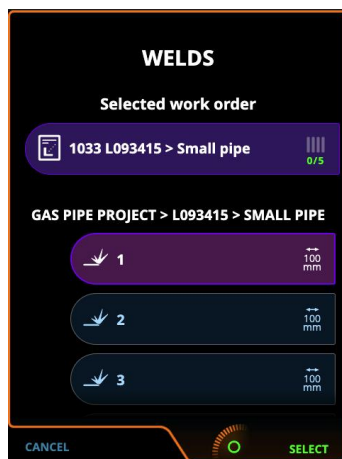 WELDS
Selected work order
1033 L093415 > Small pipe
0/5
GAS PIPE PROJECT > L093415 > SMALL PIPE
1
100
mm
2
100
mm
3
100
mm
CANCEL
SELECT